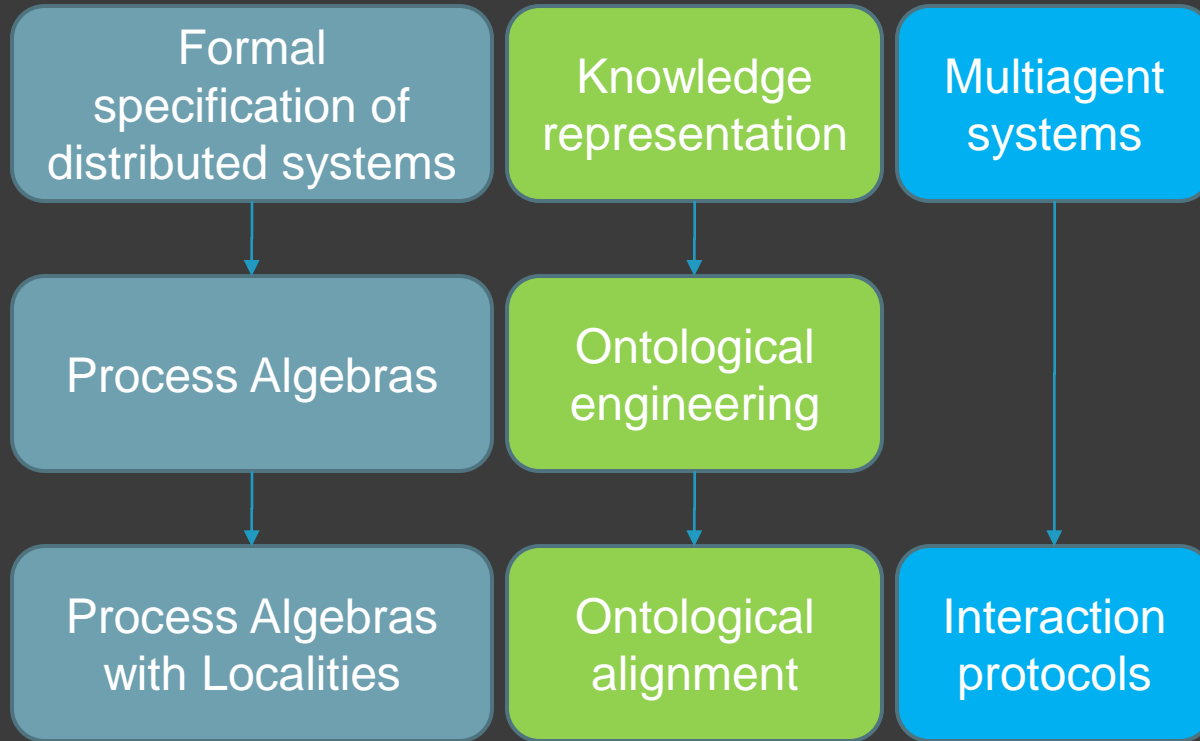 Formal
specification of
distributed systems
Knowledge
representation
Multiagent
systems
Process Algebras
Ontological
engineering
Process Algebras
with Localities
Ontological
alignment
Interaction
protocols